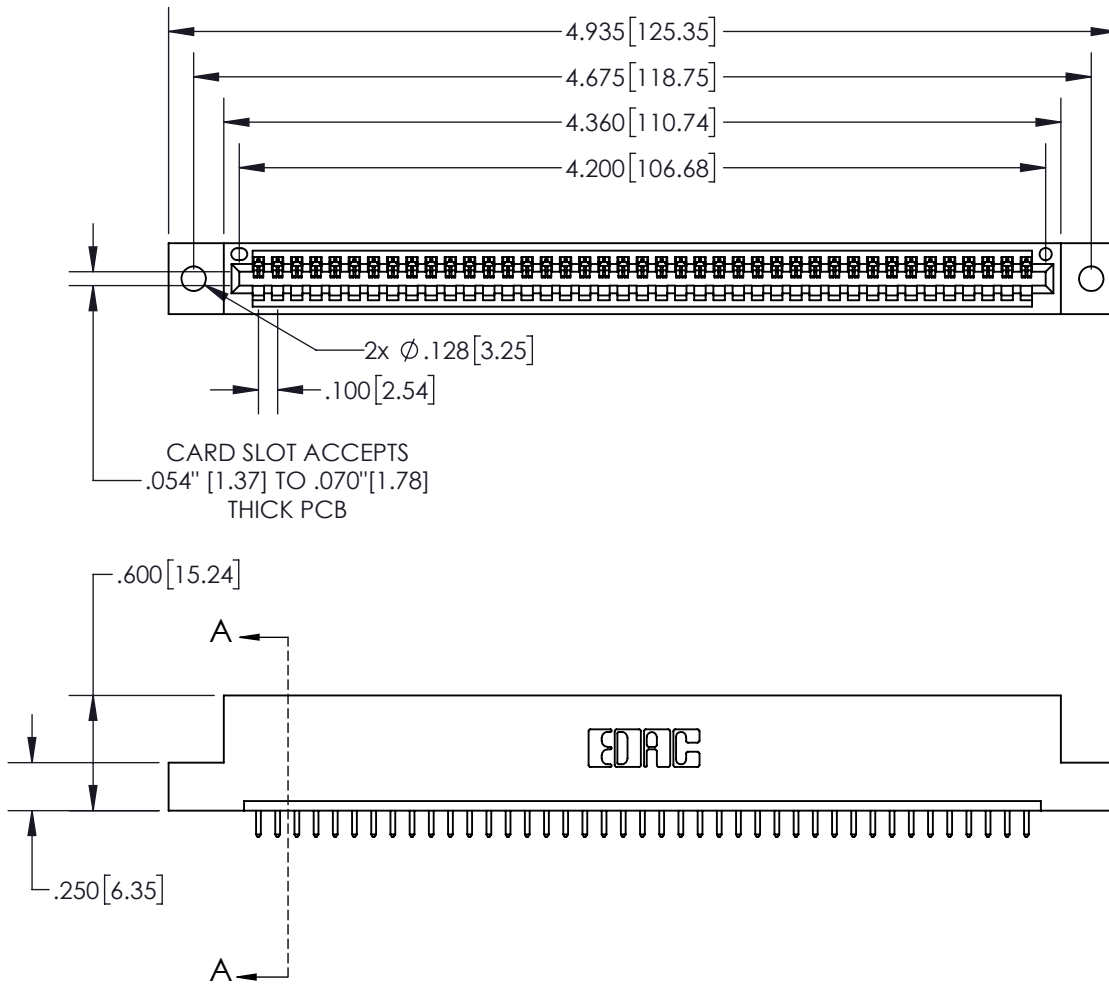 4.935[125.35]
4.675[118.75]
4.360[110.74]
4.200[106.68]
2x Ø.128[3.25]
.100[2.54]
CARD SLOT ACCEPTS
.054" [1.37] TO .070"[1.78]
THICK PCB
.600[15.24]
A
EDAC
.250[6.35]
A